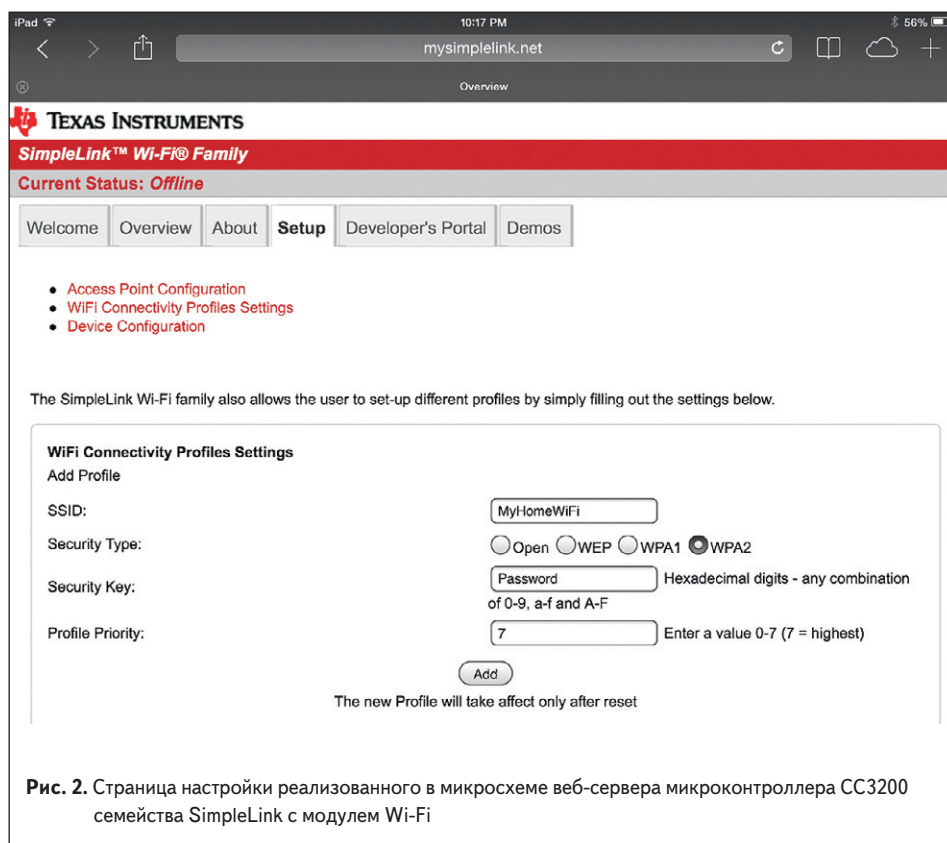 iPad 10:17 PM 56%
mysimplelink.net
Overview
TEXAS INSTRUMENTS
SimpleLink™ Wi-Fi® Family
Current Status: Offline
Welcome Overview About Setup Developer's Portal Demos
• Access Point Configuration
• WiFi Connectivity Profiles Settings
• Device Configuration
The SimpleLink Wi-Fi family also allows the user to set-up different profiles by simply filling out the settings below.
WiFi Connectivity Profiles Settings
Add Profile
SSID: MyHomeWiFi
Security Type: Open WEP WPA1 WPA2
Security Key: Password Hexadecimal digits - any combination
of 0-9, a-f and A-F
Profile Priority: 7 Enter a value 0-7 (7 = highest)
Add
The new Profile will take affect only after reset
Рис. 2. Страница настройки реализованного в микросхеме веб-сервера микроконтроллера CC3200
семейства SimpleLink с модулем Wi-Fi